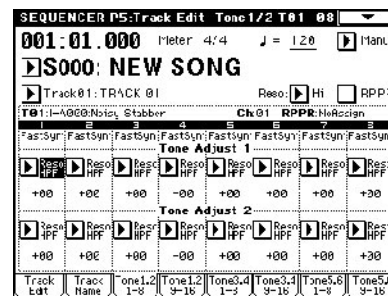 SEQUENCER P5:Track Edit Tone1/2 T01 08
001:01.000 Meter 4/4 ♩ = 120 Manu
S000: NEW SONG
Track01:TRACK 01 Reso: Hi RPP
T01:I-A000:Noisy Stabber Ch:01 RPPR:NoAssign
1 2 3 4 5 6 7 8
FastSyn FastSyn FastSyn FastSyn FastSyn FastSyn FastSyn FastSyn
Tone Adjust 1
Reso Reso Reso Reso Reso Reso Reso Reso
HPF HPF HPF HPF HPF HPF HPF HPF
+00 +00 +00 -00 +00 +00 +00 +30
Tone Adjust 2
Reso Reso Reso Reso Reso Reso Reso Reso
HPF HPF HPF HPF HPF HPF HPF HPF
+00 +00 +00 -00 +00 +00 +00 +30
Track Track Tone1.2 Tone1.2 Tone3.4 Tone3.4 Tone5.6 Tone5.
Edit Name 1-8 9-16 1-8 9-16 1-8 9-16